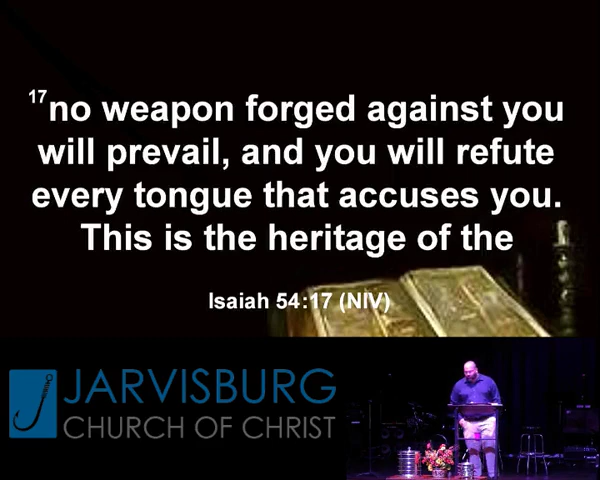 17no weapon forged against you
will prevail, and you will refute
every tongue that accuses you.
This is the heritage of the
Isaiah 54:17 (NIV)
JARVISBURG
CHURCH OF CHRIST